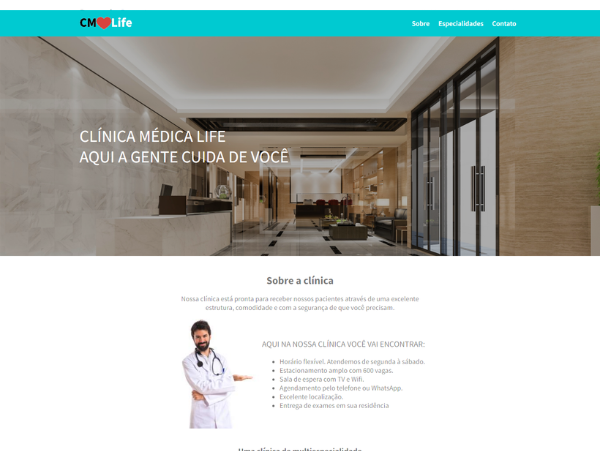 CM Life
Sobre Especialidades Contato
CLÍNICA MÉDICA LIFE
AQUI A GENTE CUIDA DE VOCÊ
Sobre a clínica
Nossa clínica está pronta para receber nossos pacientes através de uma excelente
estrutura, comodidade e com a segurança de que você precisam.
AQUI NA NOSSA CLÍNICA VOCÊ VAI ENCONTRAR:
Horário flexível. Atendemos de segunda à sábado.
Estacionamento amplo com 600 vagas.
Sala de espera com TV e Wifi.
Agendamento pelo telefone ou WhatsApp.
Excelente localização.
Entrega de exames em sua residência